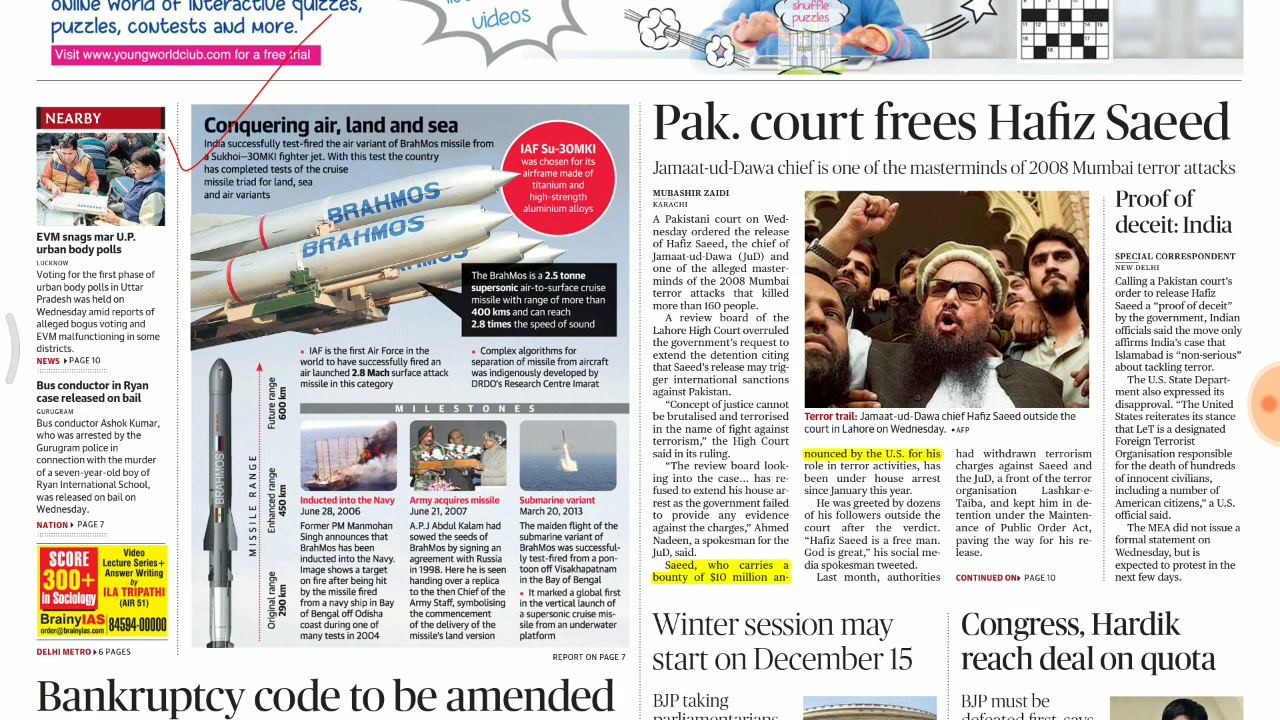 online world of interactive quizzes,
puzzles, contests and more.
Visit www.youngworldclub.com for a free trial
videos
shuffle
puzzles
NEARBY
EVM snags mar U.P.
urban body polls
LUCKNOW
Voting for the first phase of
urban body polls in Uttar
Pradesh was held on
Wednesday amid reports of
alleged bogus voting and
EVM malfunctioning in some
districts.
NEWS PAGE 10
Bus conductor in Ryan
case released on bail
GURUGRAM
Bus conductor Ashok Kumar,
who was arrested by the
Gurugram police in
connection with the murder
of a seven-year-old boy of
Ryan International School,
was released on bail on
Wednesday.
NATION PAGE 7
SCORE
300+
in Sociology
Video
Lecture Series+
Answer Writing
by
ILA TRIPATHI
(AIR 51)
BrainyIAS
order@brainyias.com
84594-00000
DELHI METRO 6 PAGES
Conquering air, land and sea
India successfully test-fired the air variant of BrahMos missile from
a Sukhoi-30MKI fighter jet. With this test the country
has completed tests of the cruise
missile triad for land, sea
and air variants
IAF Su-30MKI
was chosen for its
airframe made of
titanium and
high-strength
aluminium alloys
BRAHMOS
BRAHMOS
BRAHMOS
The BrahMos is a 2.5 tonne
supersonic air-to-surface cruise
missile with range of more than
400 kms and can reach
2.8 times the speed of sound
• IAF is the first Air Force in the
world to have successfully fired an
air launched 2.8 Mach surface attack
missile in this category
• Complex algorithms for
separation of missile from aircraft
was indigenously developed by
DRDO's Research Centre Imarat
BRAHMOS
MISSILE RANGE
Future range
600 km
Enhanced range
450 km
Original range
290 km
MILESTONES
Inducted into the Navy
June 28, 2006
Former PM Manmohan
Singh announces that
BrahMos has been
inducted into the Navy.
Image shows a target
on fire after being hit
by the missile fired
from a navy ship in Bay
of Bengal off Odisha
coast during one of
many tests in 2004
Army acquires missile
June 21, 2007
A.P.J Abdul Kalam had
sowed the seeds of
BrahMos by signing an
agreement with Russia
in 1998. Here he is seen
handing over a replica
to the then Chief of the
Army Staff, symbolising
the commencement
of the delivery of the
missile's land version
Submarine variant
March 20, 2013
The maiden flight of the
submarine variant of
BrahMos was successful-
ly test-fired from a pon-
toon off Visakhapatnam
in the Bay of Bengal
• It marked a global first
in the vertical launch of
a supersonic cruise mis-
sile from an underwater
platform
REPORT ON PAGE 7
Pak. court frees Hafiz Saeed
Jamaat-ud-Dawa chief is one of the masterminds of 2008 Mumbai terror attacks
MUBASHIR ZAIDI
KARACHI
A Pakistani court on Wed-
nesday ordered the release
of Hafiz Saeed, the chief of
Jamaat-ud-Dawa (JuD) and
one of the alleged master-
minds of the 2008 Mumbai
terror attacks that killed
more than 160 people.
A review board of the
Lahore High Court overruled
the government's request to
extend the detention citing
that Saeed's release may trig-
ger international sanctions
against Pakistan.
"Concept of justice cannot
be brutalised and terrorised
in the name of fight against
terrorism," the High Court
said in its ruling.
"The review board look-
ing into the case... has re-
fused to extend his house ar-
rest as the government failed
to provide any evidence
against the charges," Ahmed
Nadeen, a spokesman for the
JuD, said.
Saeed, who carries a
bounty of $10 million an-
Terror trail: Jamaat-ud-Dawa chief Hafiz Saeed outside the
court in Lahore on Wednesday. ▪AFP
nounced by the U.S. for his
role in terror activities, has
been under house arrest
since January this year.
He was greeted by dozens
of his followers outside the
court after the verdict.
"Hafiz Saeed is a free man.
God is great," his social me-
dia spokesman tweeted.
Last month, authorities
had withdrawn terrorism
charges against Saeed and
the JuD, a front of the terror
organisation Lashkar-e-
Taiba, and kept him in de-
tention under the Mainten-
ance of Public Order Act,
paving the way for his re-
lease.
CONTINUED ON PAGE 10
Proof of
deceit: India
SPECIAL CORRESPONDENT
NEW DELHI
Calling a Pakistan court's
order to release Hafiz
Saeed a "proof of deceit"
by the government, Indian
officials said the move only
affirms India's case that
Islamabad is "non-serious"
about tackling terror.
The U.S. State Depart-
ment also expressed its
disapproval. "The United
States reiterates its stance
that LeT is a designated
Foreign Terrorist
Organisation responsible
for the death of hundreds
of innocent civilians,
including a number of
American citizens," a U.S.
official said.
The MEA did not issue a
formal statement on
Wednesday, but is
expected to protest in the
next few days.
Bankruptcy code to be amended
Winter session may
start on December 15
BJP taking
parliamentarians
Congress, Hardik
reach deal on quota
BJP must be
defeated first, says